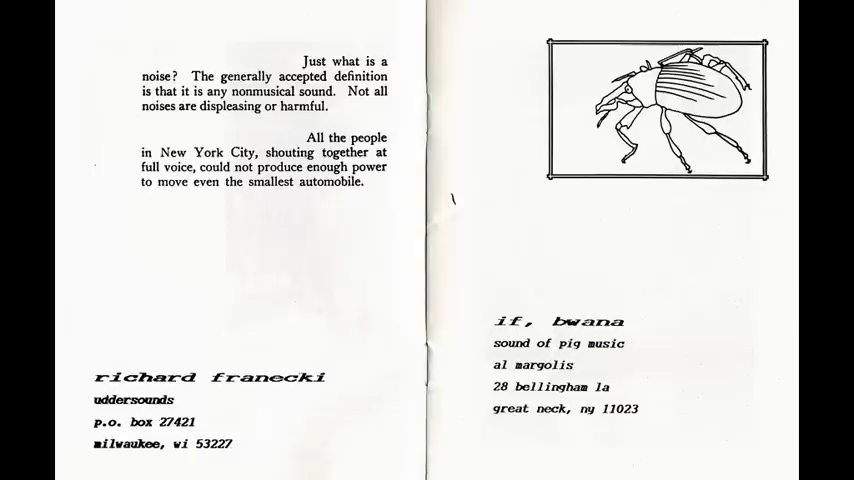 Just what is a
noise? The generally accepted definition
is that it is any nonmusical sound. Not all
noises are displeasing or harmful.
All the people
in New York City, shouting together at
full voice, could not produce enough power
to move even the smallest automobile.
richard franecki
uddersounds
p.o. box 27421
milwaukee, wi 53227
if, bwana
sound of pig music
al margolis
28 bellingham la
great neck, ny 11023